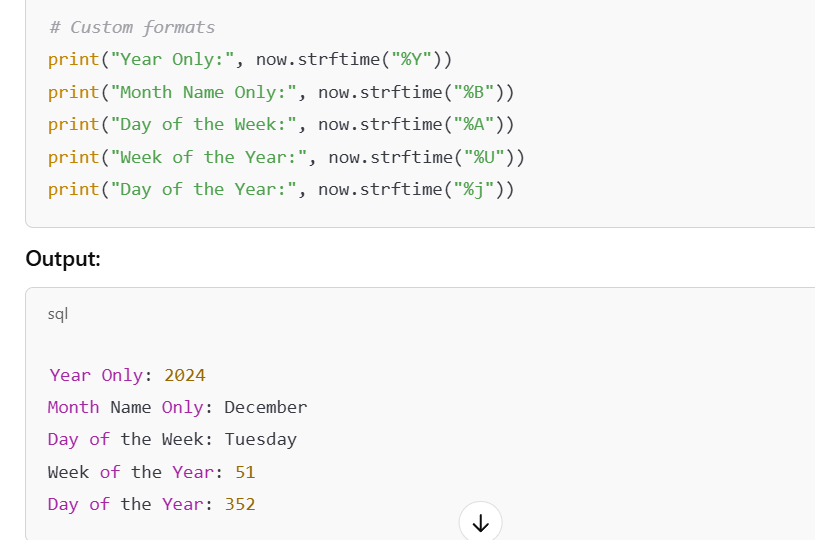 # Custom formats
print("Year Only:", now.strftime("%Y"))
print("Month Name Only:", now.strftime("%B"))
print("Day of the Week:", now.strftime("%A"))
print("Week of the Year:", now.strftime("%U"))
print("Day of the Year:", now.strftime("%j"))
Output:
sql
Year Only: 2024
Month Name Only: December
Day of the Week: Tuesday
Week of the Year: 51
Day of the Year: 352